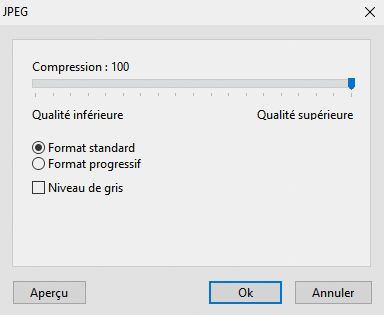 JPEG
Compression : 100
Qualité inférieure
Qualité supérieure
Format standard
Format progressif
Niveau de gris
Aperçu
Ok
Annuler